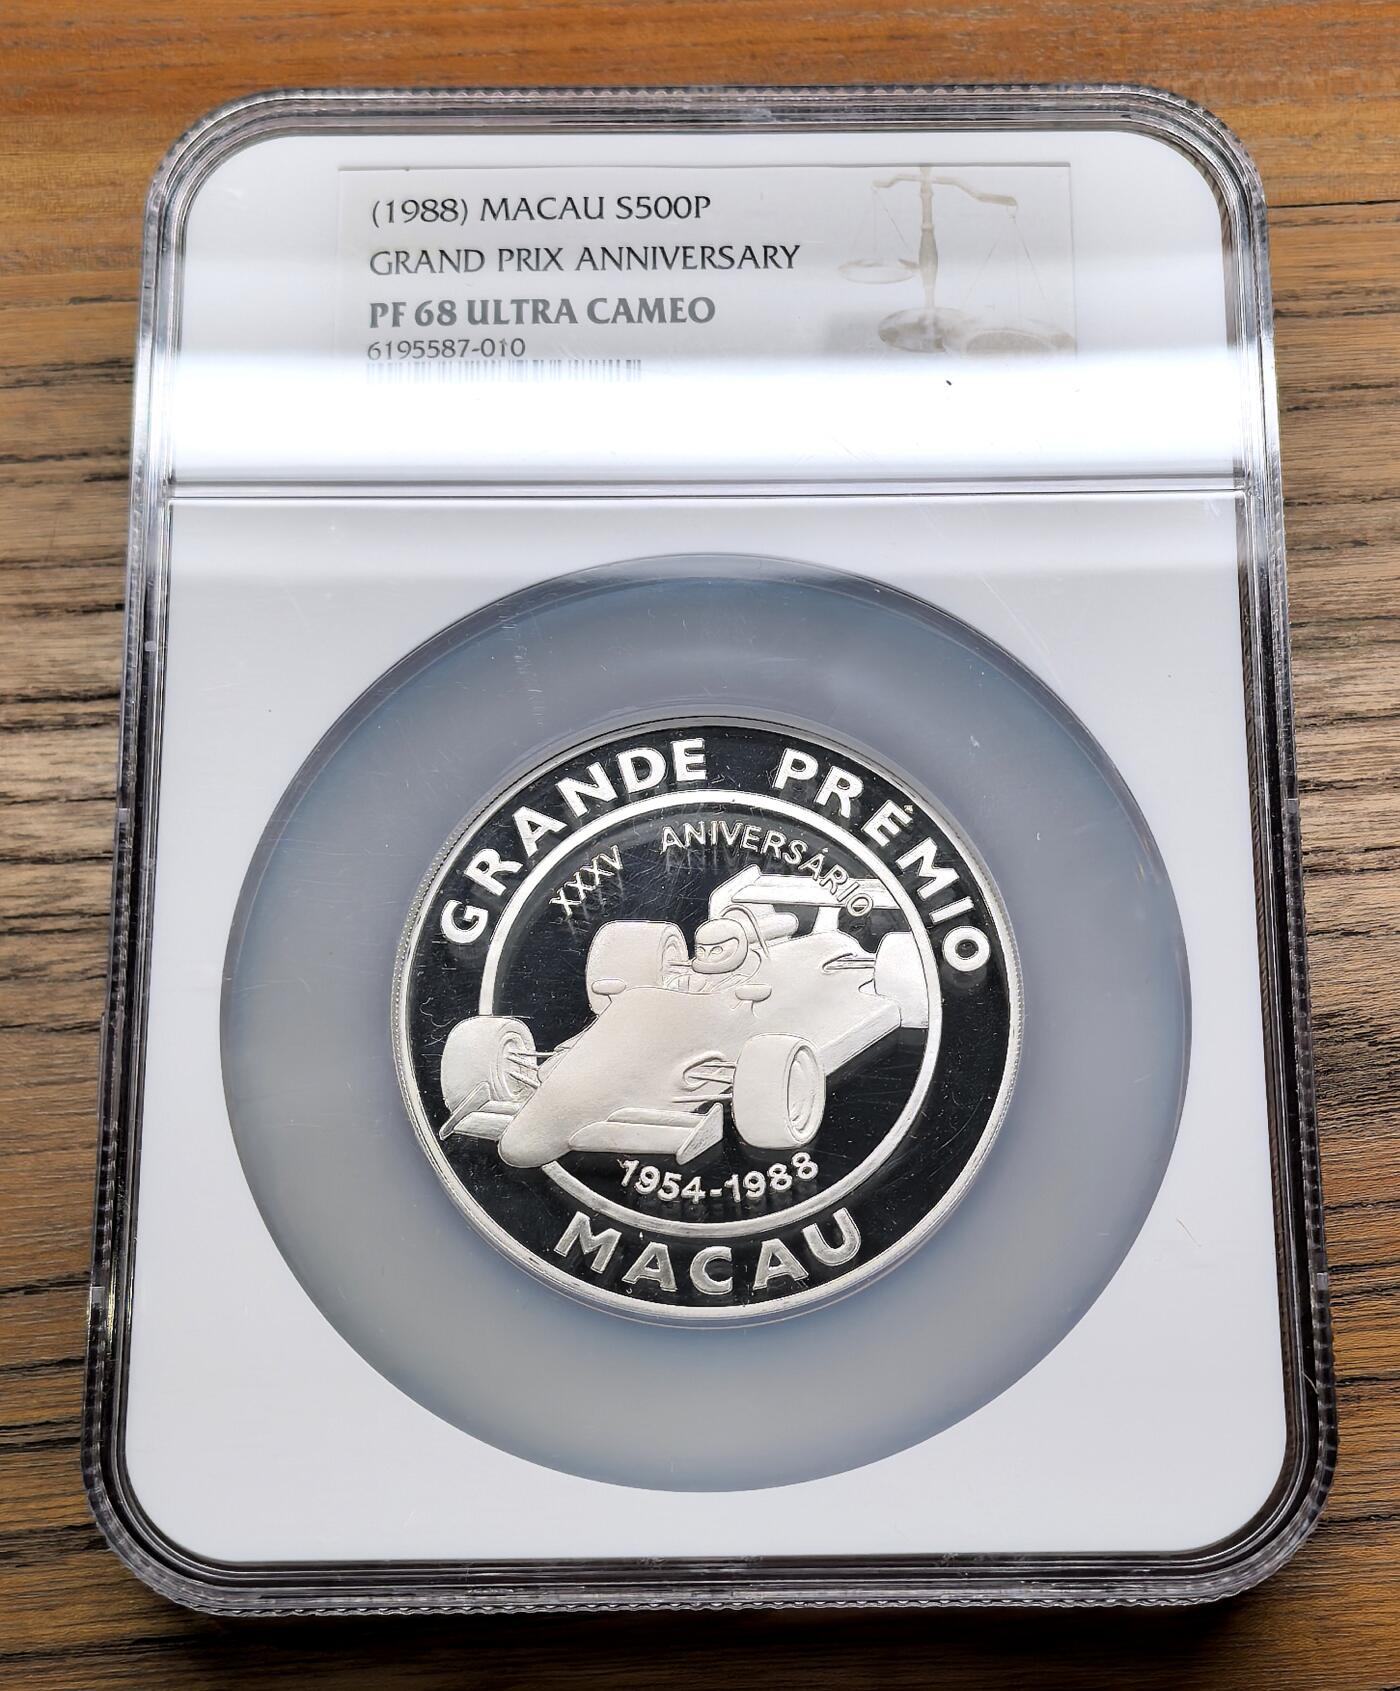 (1988) MACAU S500P
GRAND PRIX ANNIVERSARY
PF 68 ULTRA CAMEO
6195587-010
GRANDE PRÉMIO
XXXV ANIVERSÁRIO
1954-1988
MACAU